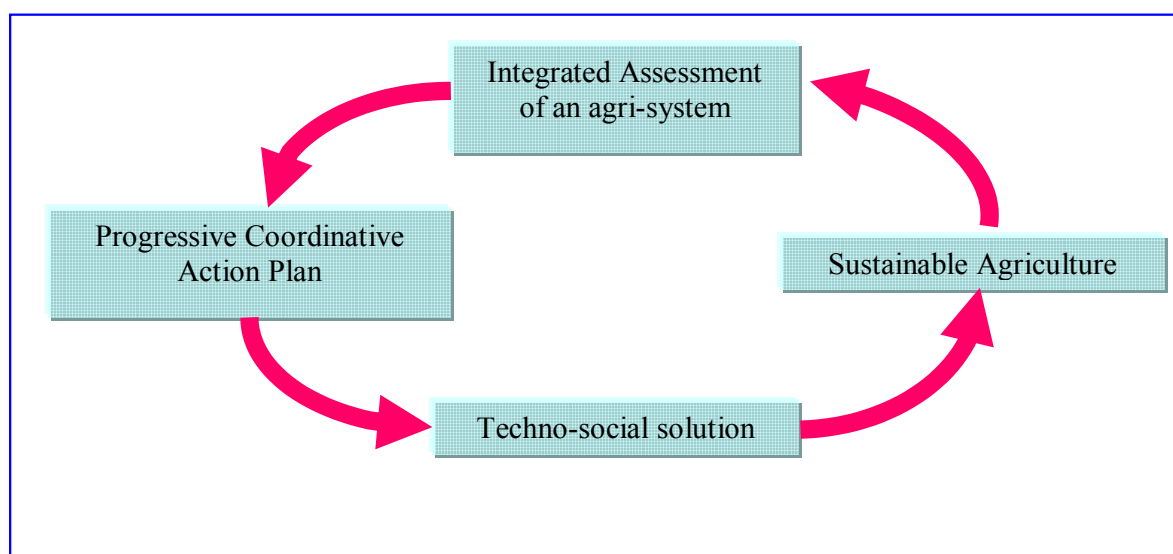 Integrated Assessment
of an agri-system
Progressive Coordinative
Action Plan
Sustainable Agriculture
Techno-social solution